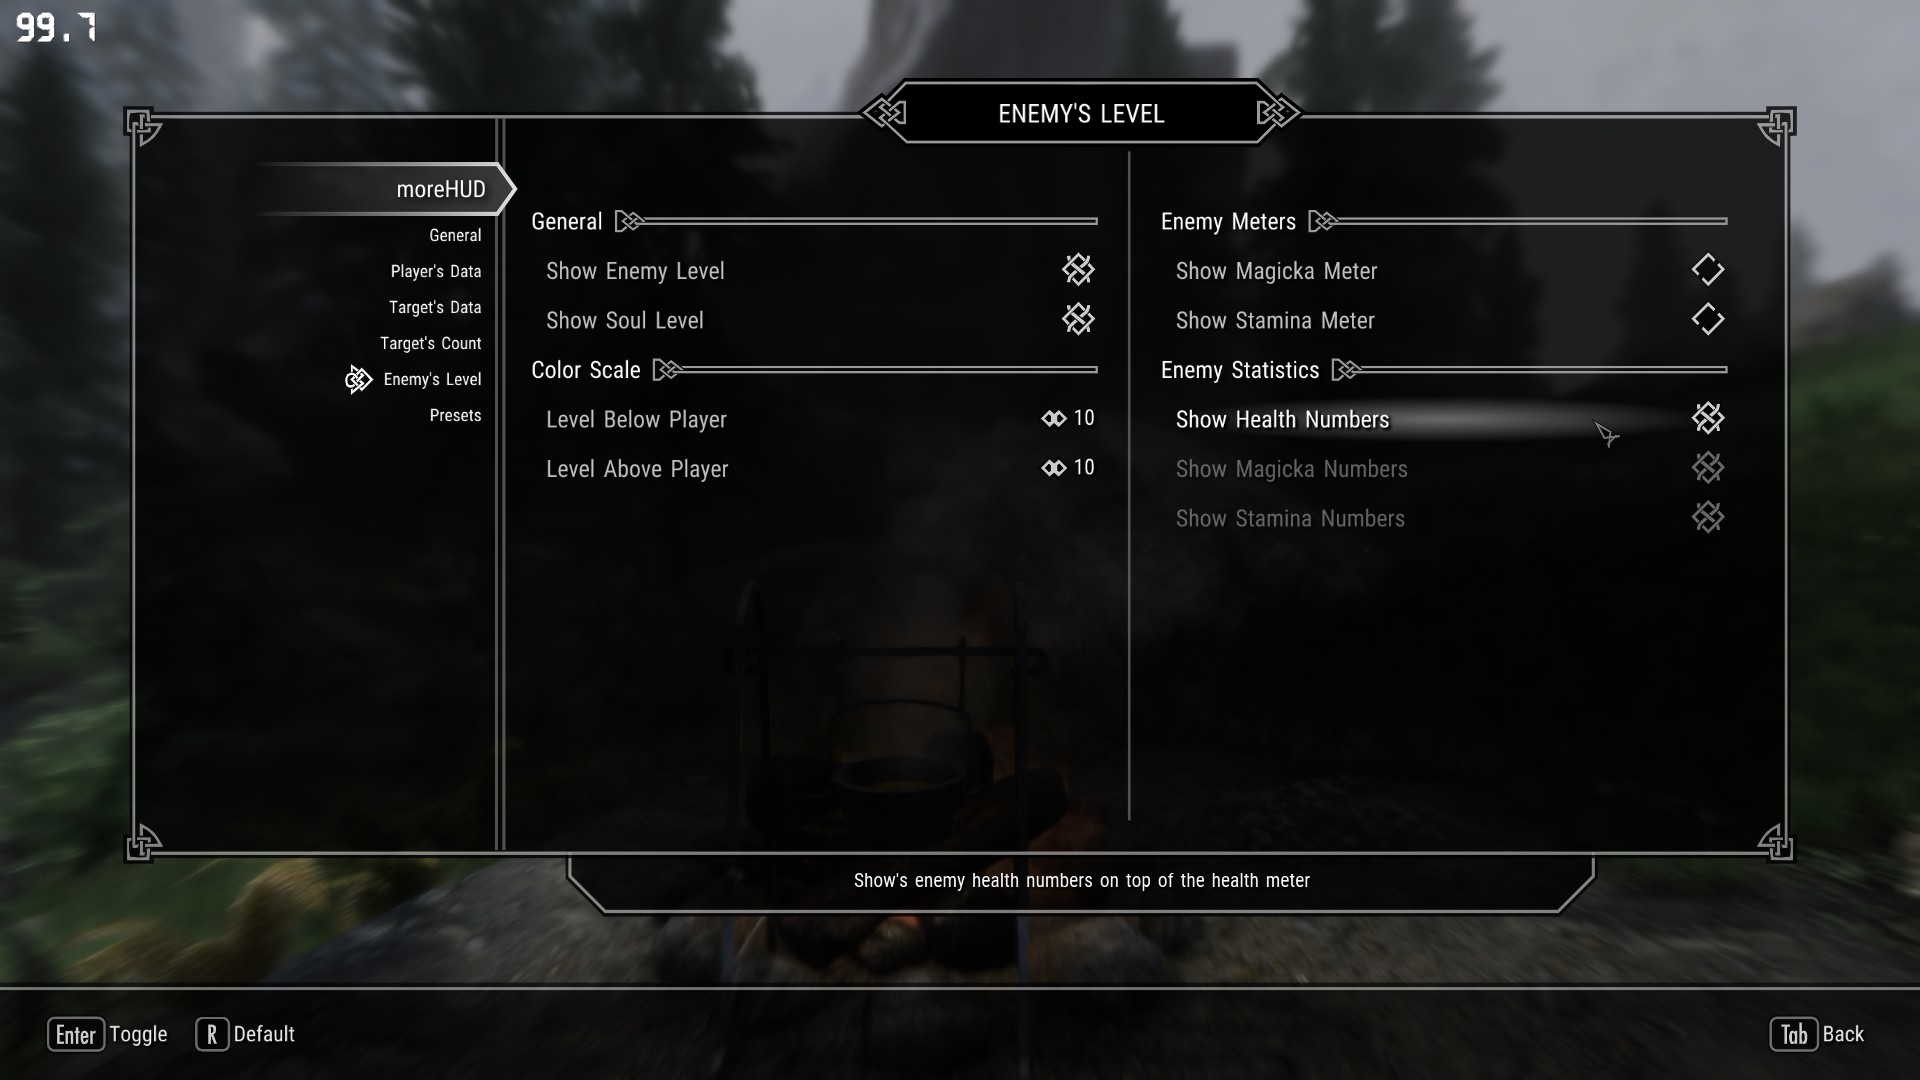 99.7
ENEMY'S LEVEL
moreHUD
General
Player's Data
Target's Data
Target's Count
Enemy's Level
Presets
General
Show Enemy Level
Show Soul Level
Color Scale
Level Below Player 10
Level Above Player 10
Enemy Meters
Show Magicka Meter
Show Stamina Meter
Enemy Statistics
Show Health Numbers
Show Magicka Numbers
Show Stamina Numbers
Show's enemy health numbers on top of the health meter
Enter Toggle R Default Tab Back